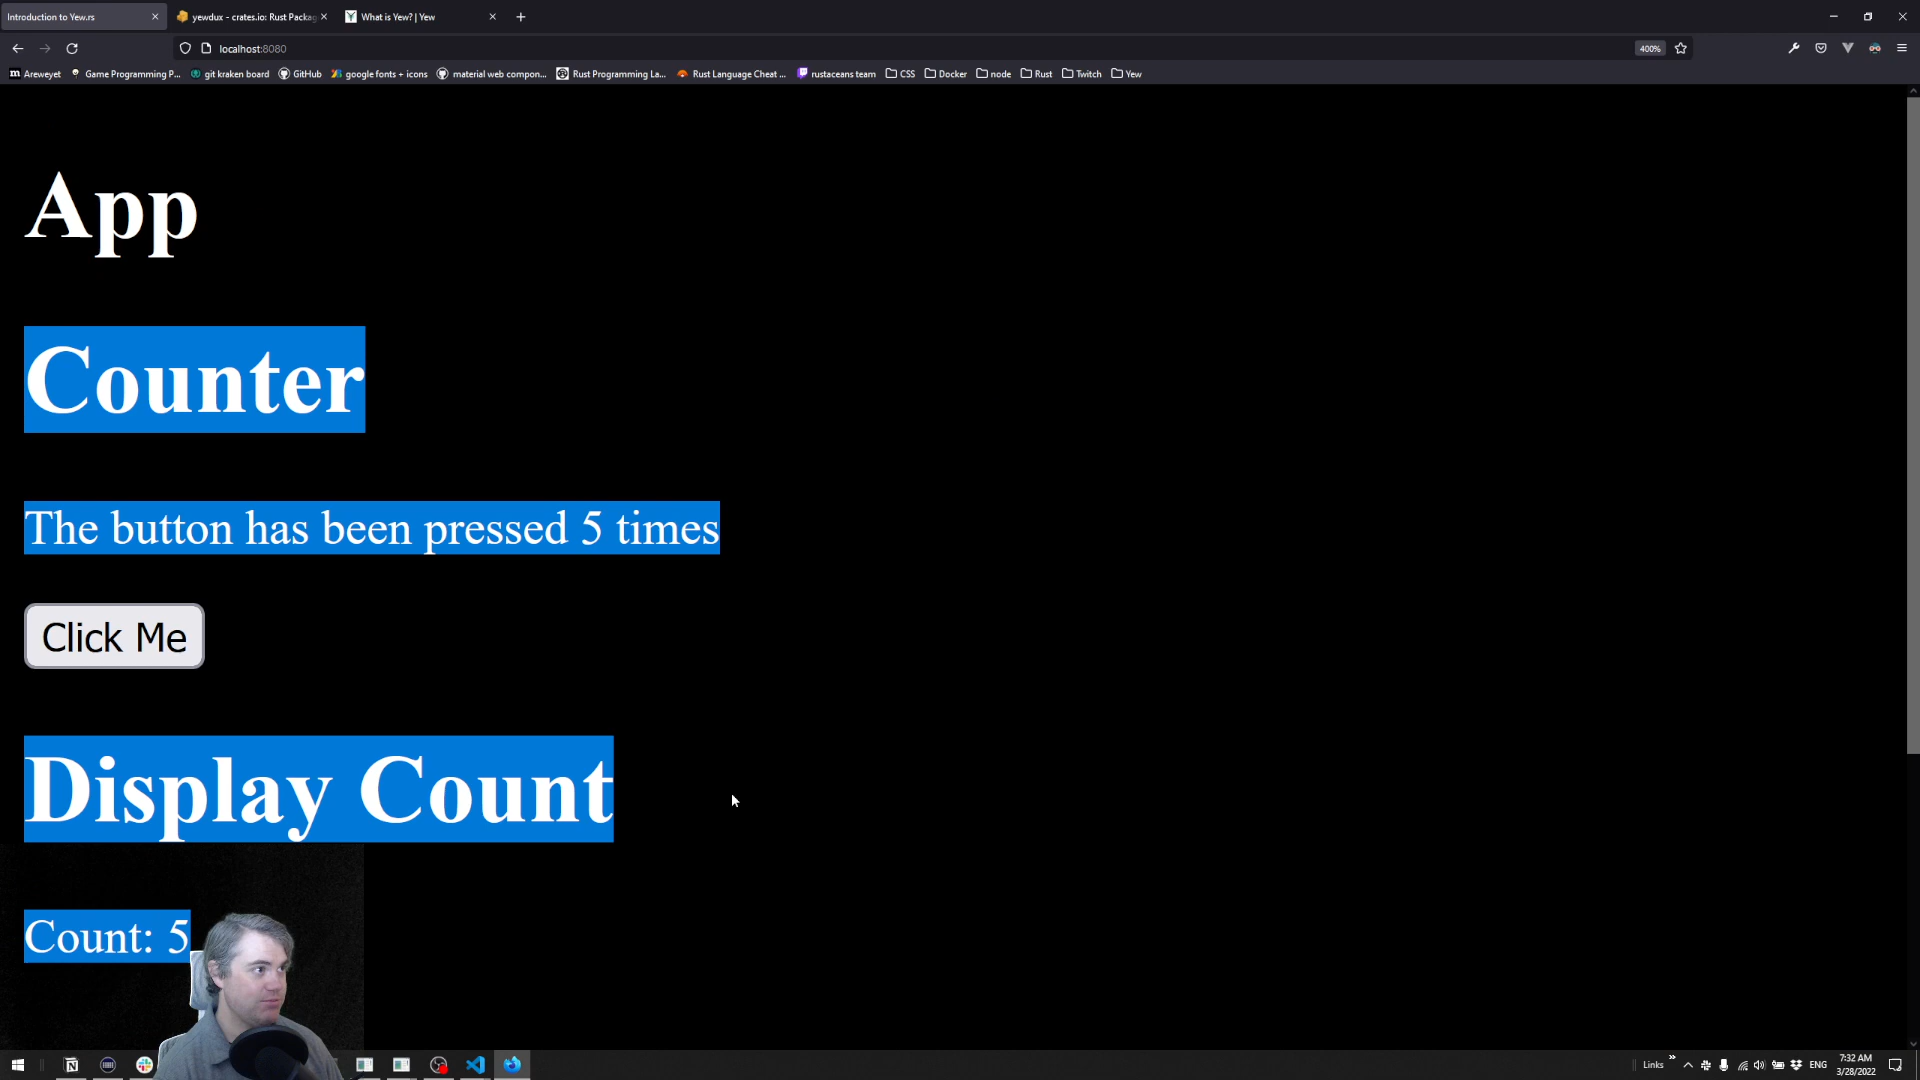 Introduction to Yew.rs
yewdux - crates.io: Rust Packag
What is Yew? | Yew
localhost:8080
400%
Areweyet
Game Programming P...
git kraken board
GitHub
google fonts + icons
material web compon...
Rust Programming La...
Rust Language Cheat ...
rustaceans team
CSS
Docker
node
Rust
Twitch
Yew
App
Counter
The button has been pressed 5 times
Click Me
Display Count
Count: 5
Links
ENG
7:32 AM
3/28/2022